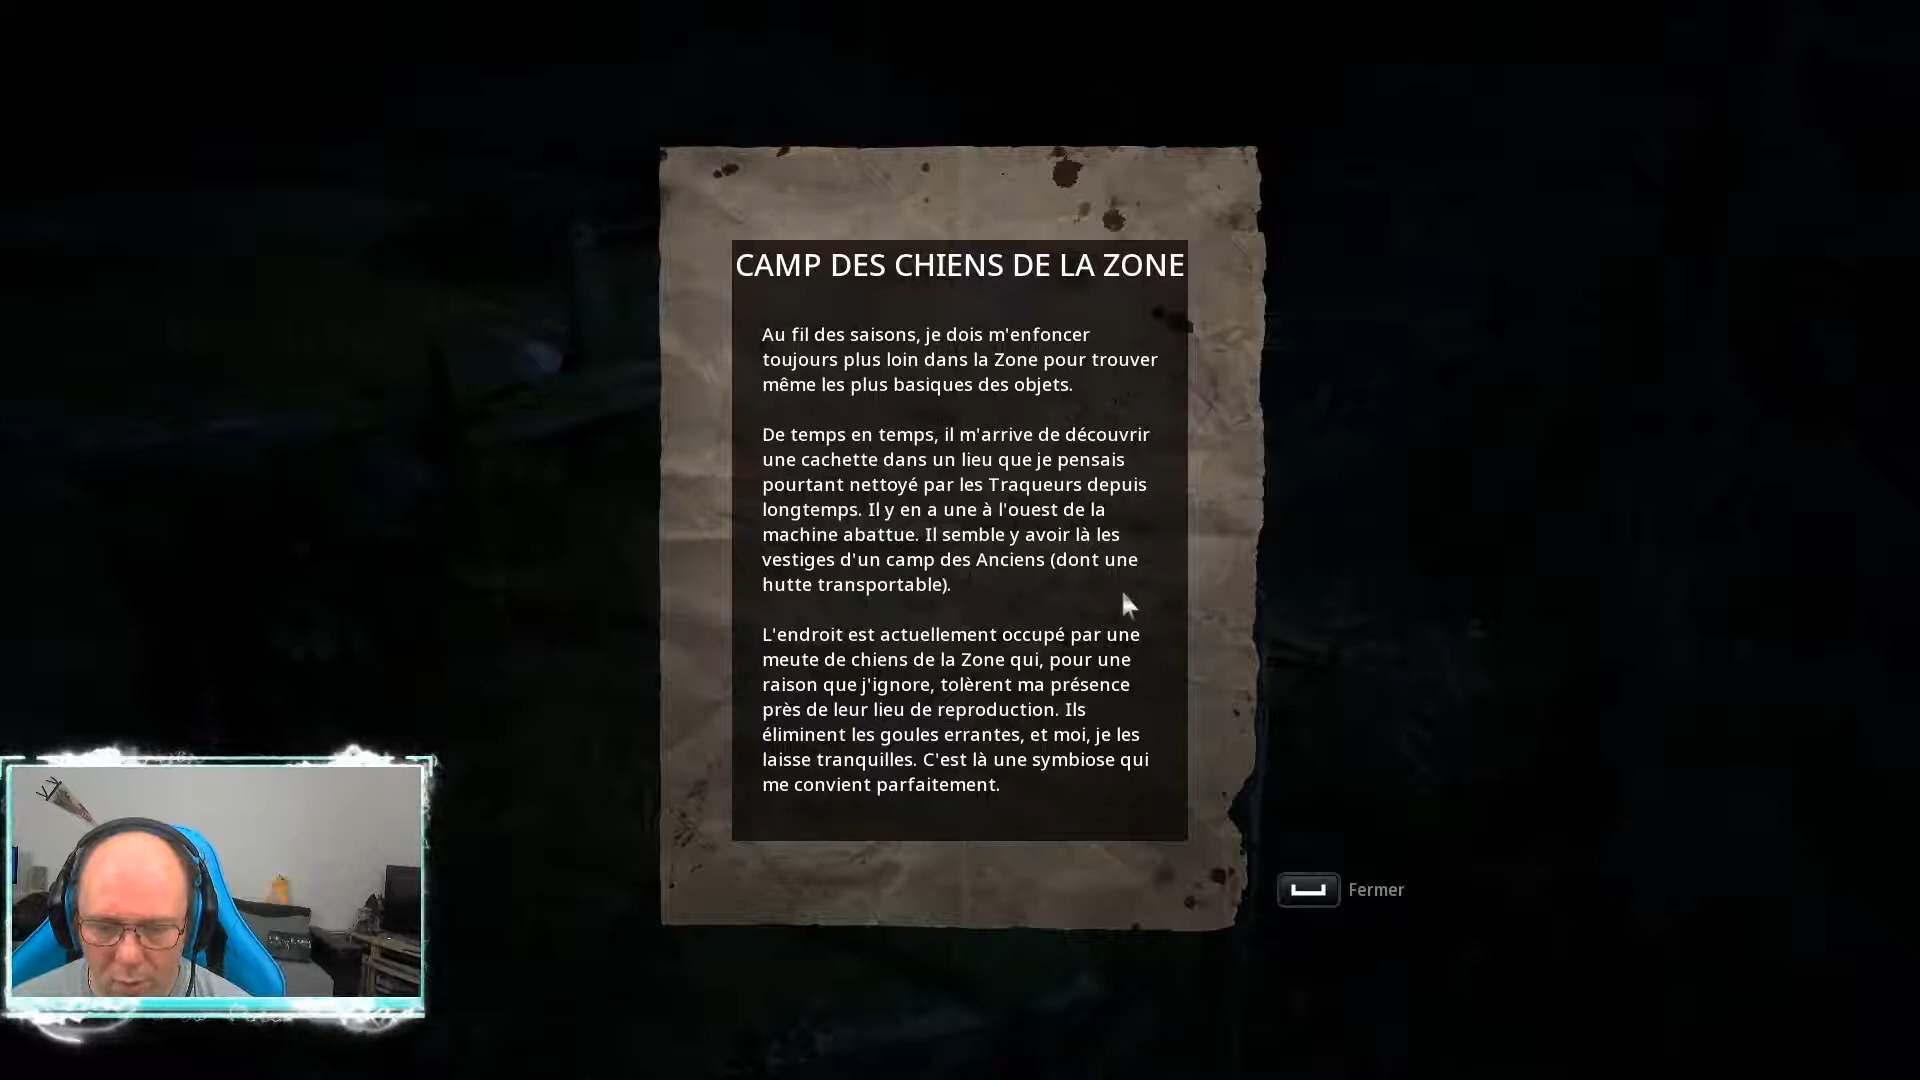 CAMP DES CHIENS DE LA ZONE
Au fil des saisons, je dois m'enfoncer
toujours plus loin dans la Zone pour trouver
même les plus basiques des objets.
De temps en temps, il m'arrive de découvrir
une cachette dans un lieu que je pensais
pourtant nettoyé par les Traqueurs depuis
longtemps. Il y en a une à l'ouest de la
machine abattue. Il semble y avoir là les
vestiges d'un camp des Anciens (dont une
hutte transportable).
L'endroit est actuellement occupé par une
meute de chiens de la Zone qui, pour une
raison que j'ignore, tolèrent ma présence
près de leur lieu de reproduction. Ils
éliminent les goules errantes, et moi, je les
laisse tranquilles. C'est là une symbiose qui
me convient parfaitement.
Fermer